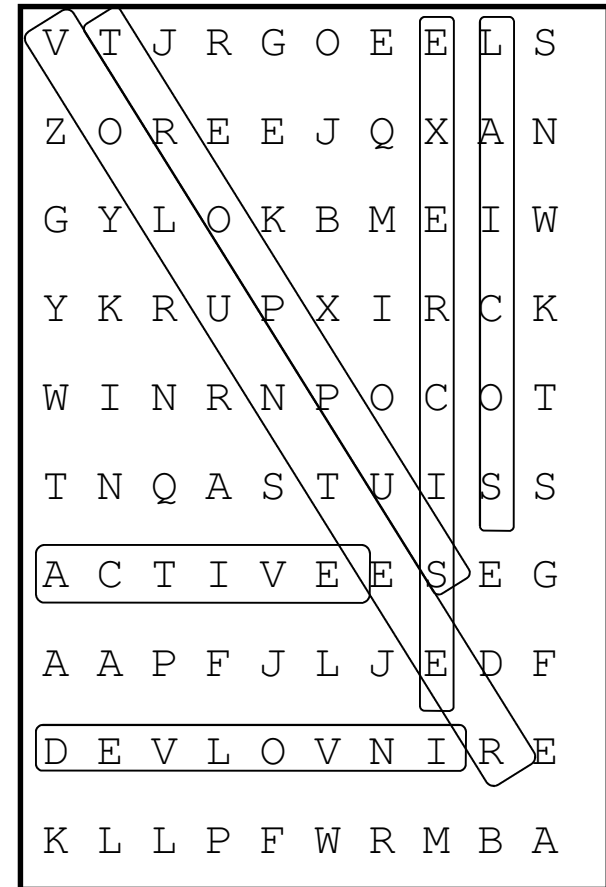 V T J R G O E E L S
Z O R E E J Q X A N
G Y L O K B M E I W
Y K R U P X I R C K
W I N R N P O C O T
T N Q A S T U I S S
A C T I V E E S E G
A A P F J L J E D F
D E V L O V N I R E
K L L P F W R M B A